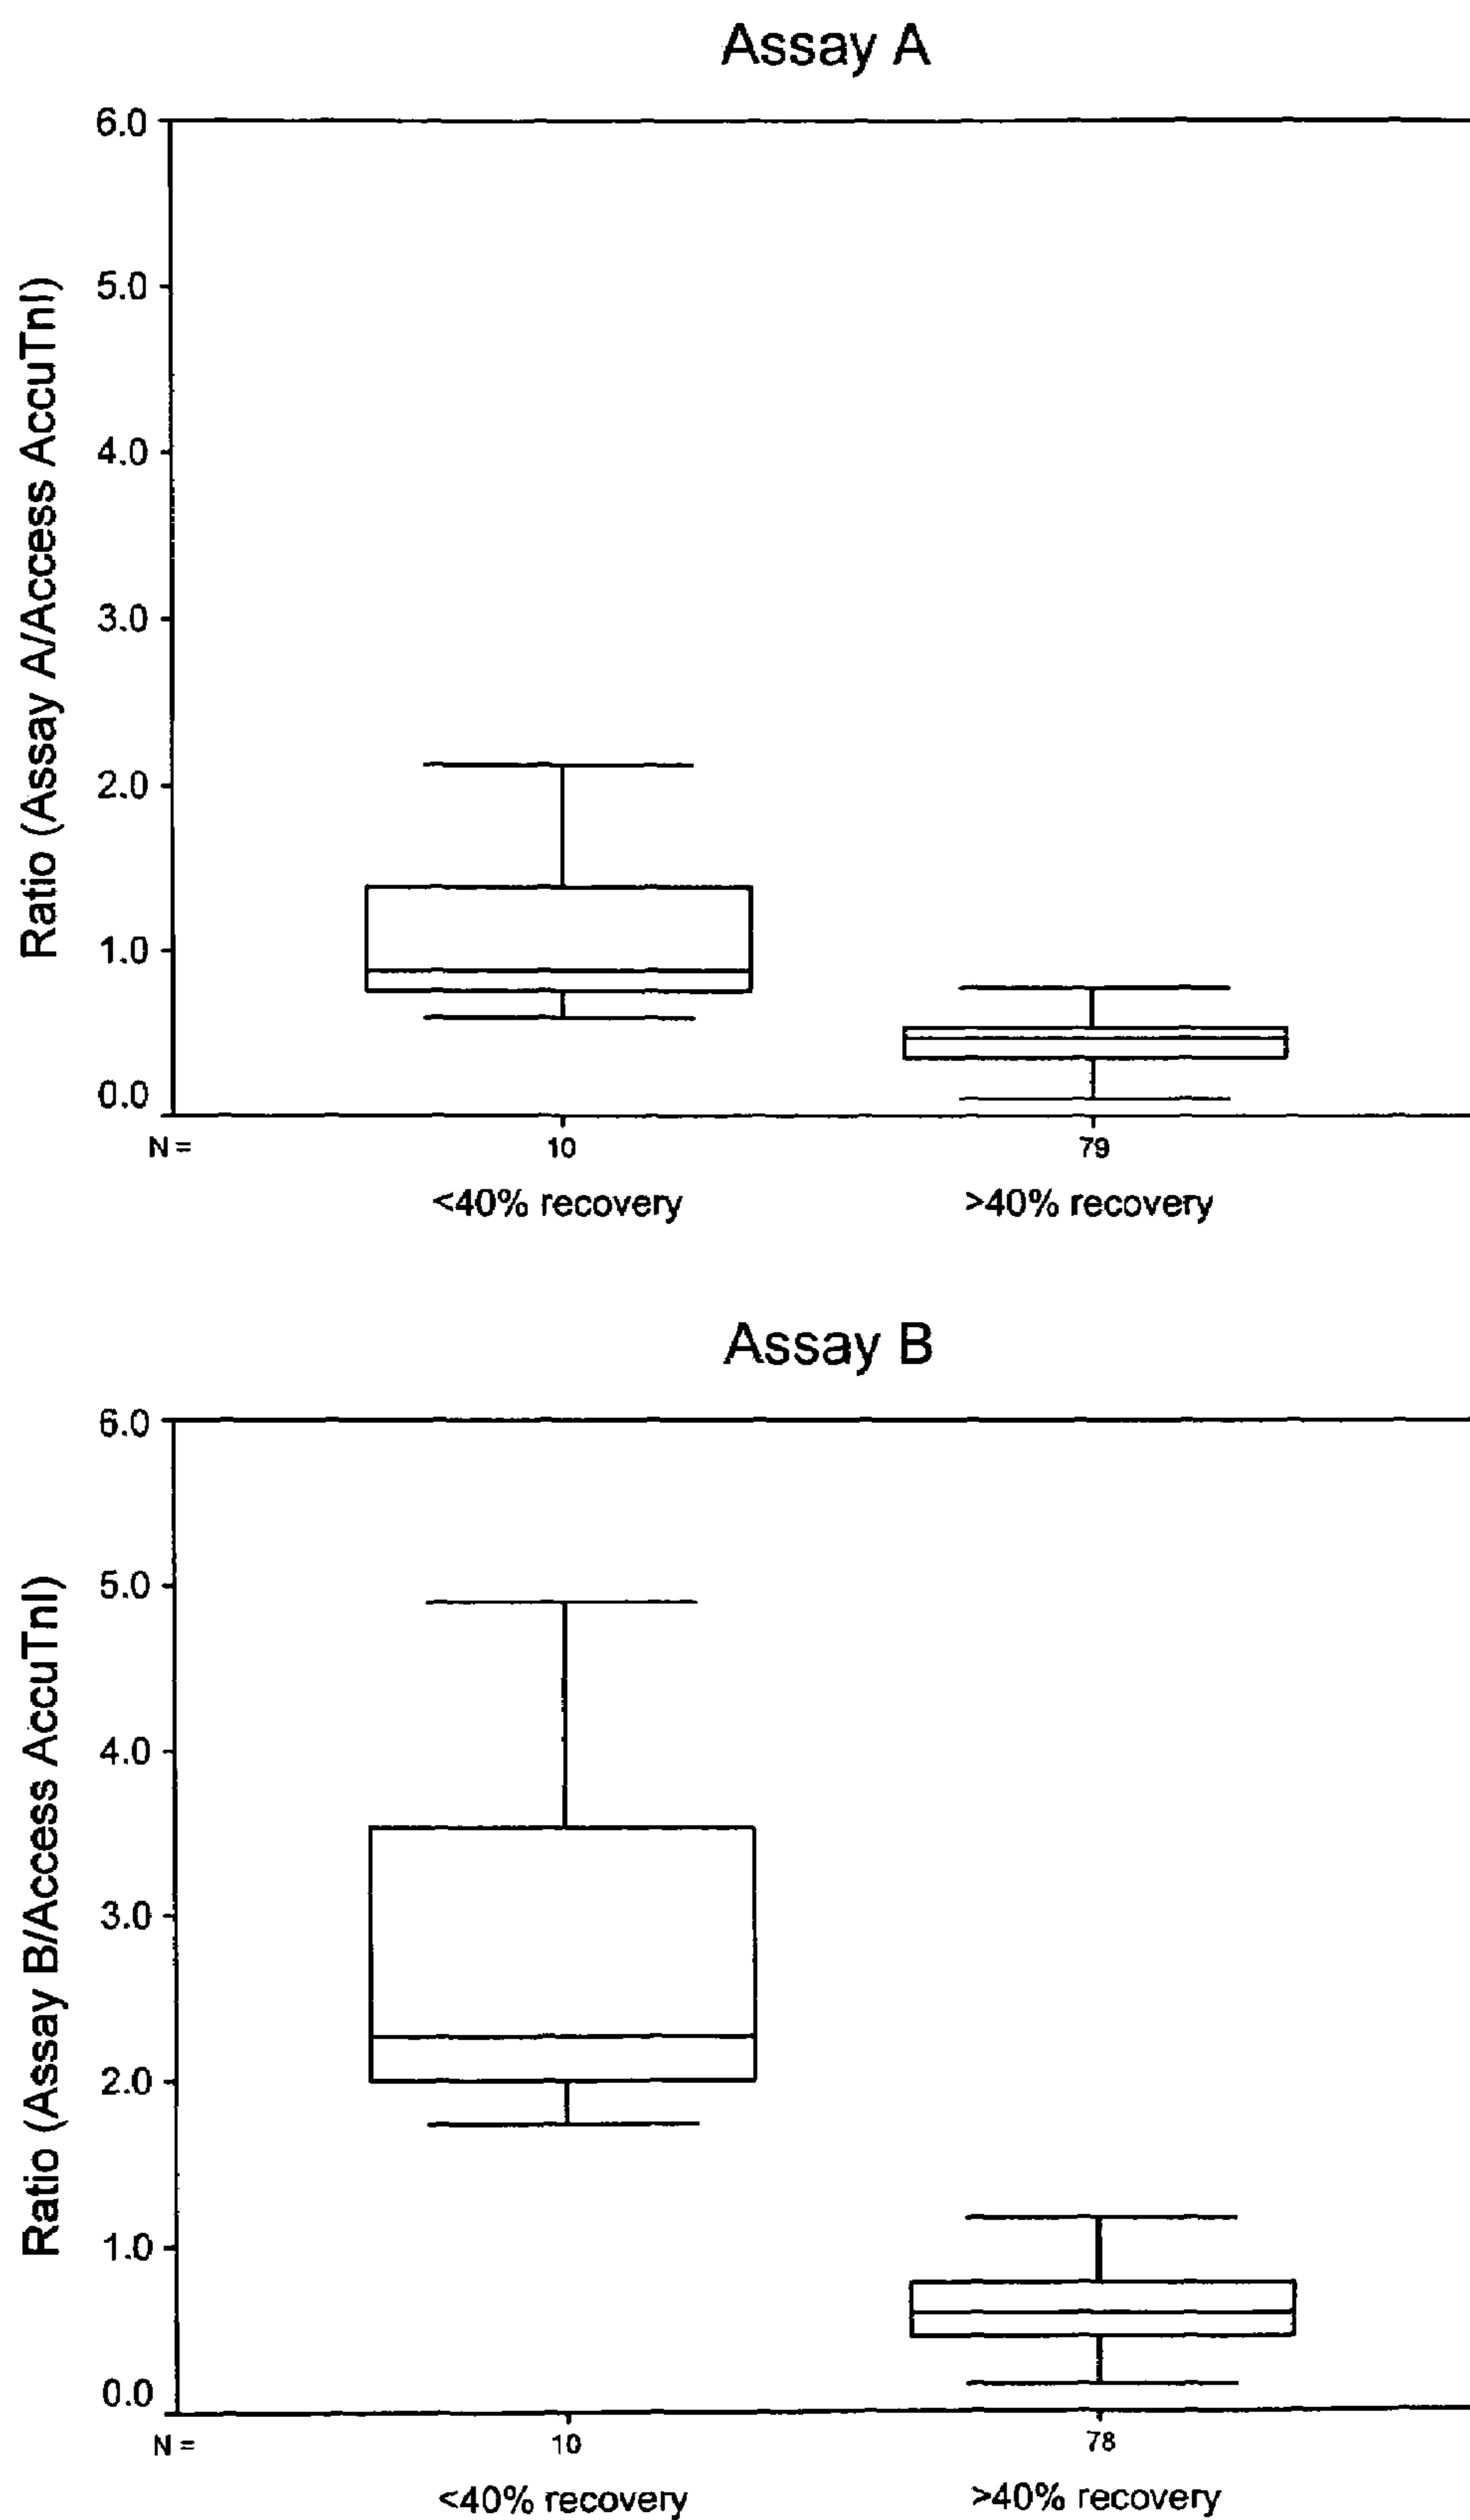 Assay A
Ratio (Assay A/Access AccuTnI)
6.0
5.0
4.0
3.0
2.0
1.0
0.0
N =
10
79
<40% recovery
>40% recovery
Assay B
Ratio (Assay B/Access AccuTnI)
6.0
5.0
4.0
3.0
2.0
1.0
0.0
N =
10
78
<40% recovery
>40% recovery